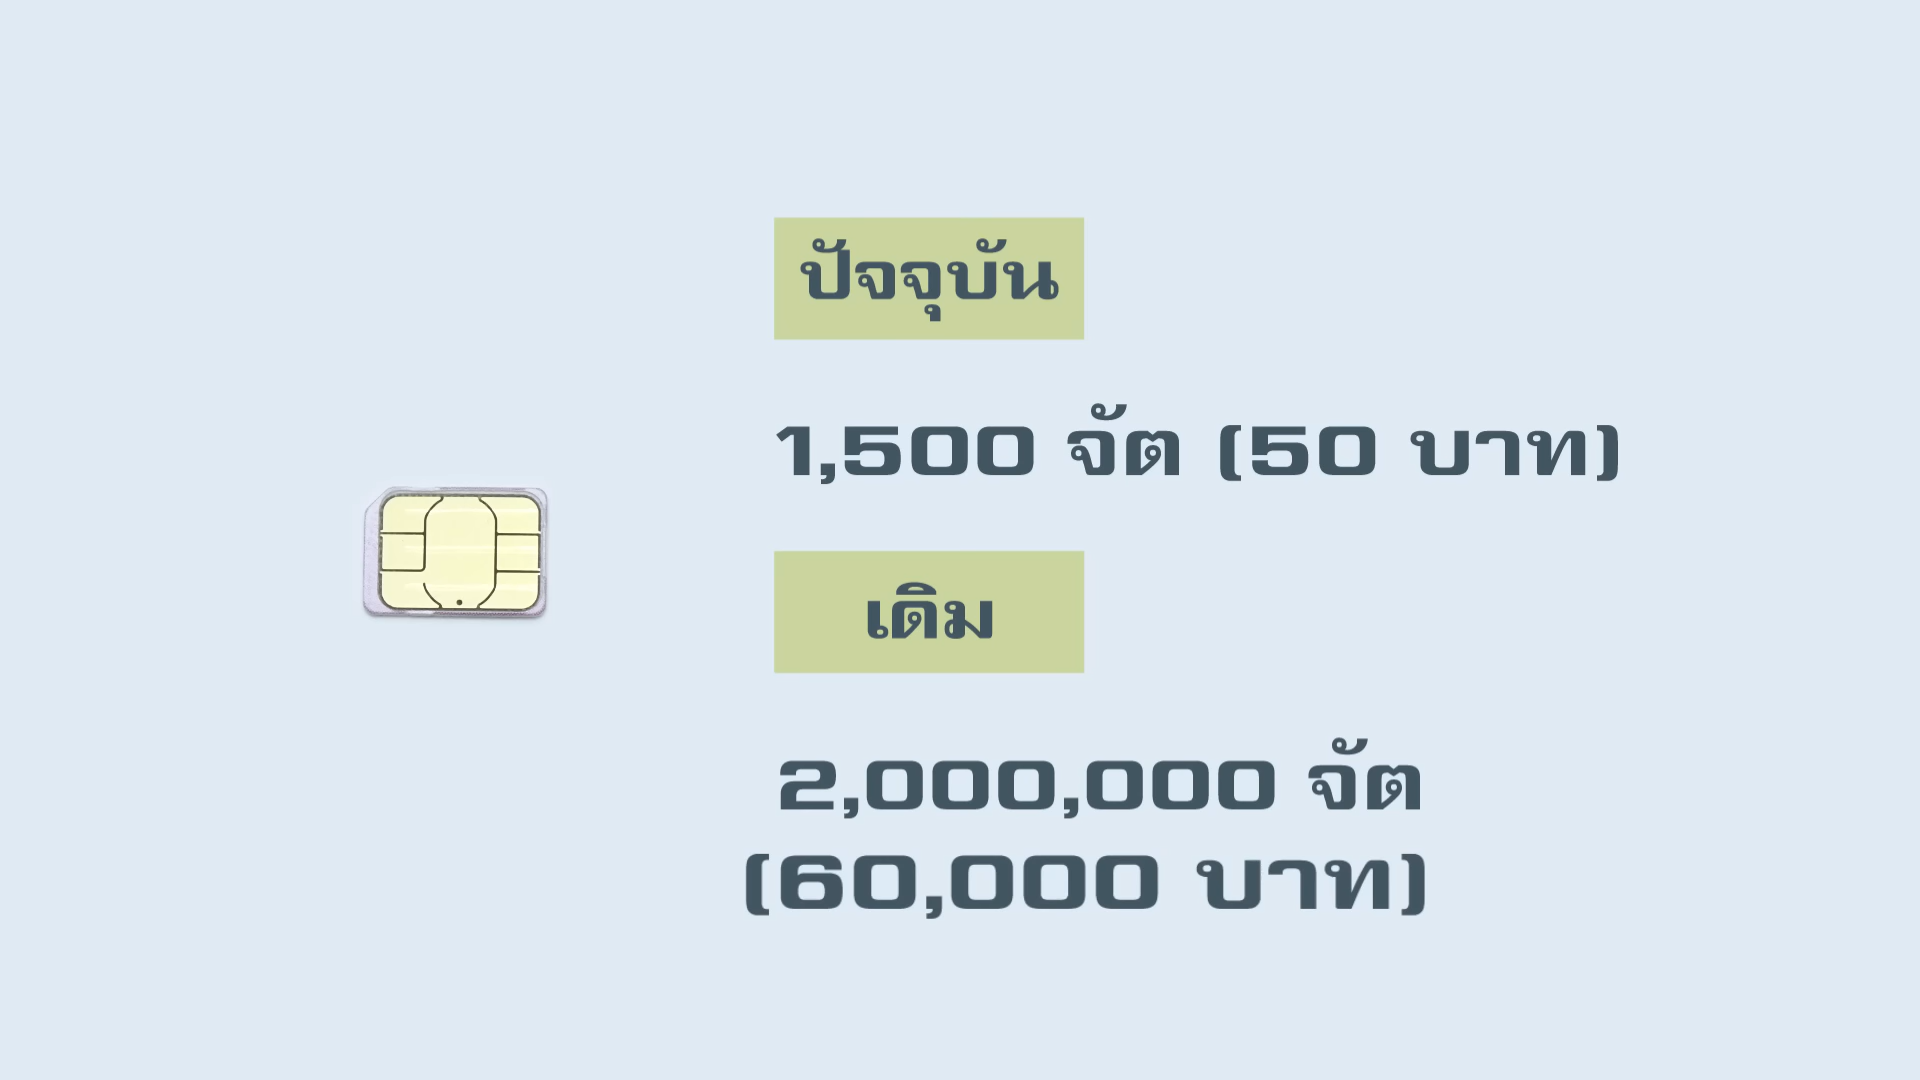 ปัจจุบัน
1,500 จัต (50 บาท)
เดิม
2,000,000 จัต
(60,000 บาท)